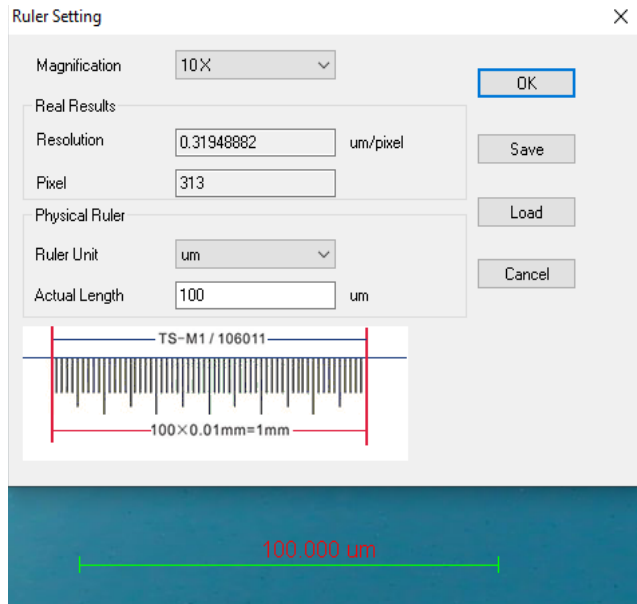 Ruler Setting
Magnification 10X
OK
Real Results
Resolution 0.31948882 um/pixel
Save
Pixel 313
Physical Ruler
Load
Ruler Unit um
Cancel
Actual Length 100 um
TS-M1 / 106011
100×0.01mm=1mm
100.000 um